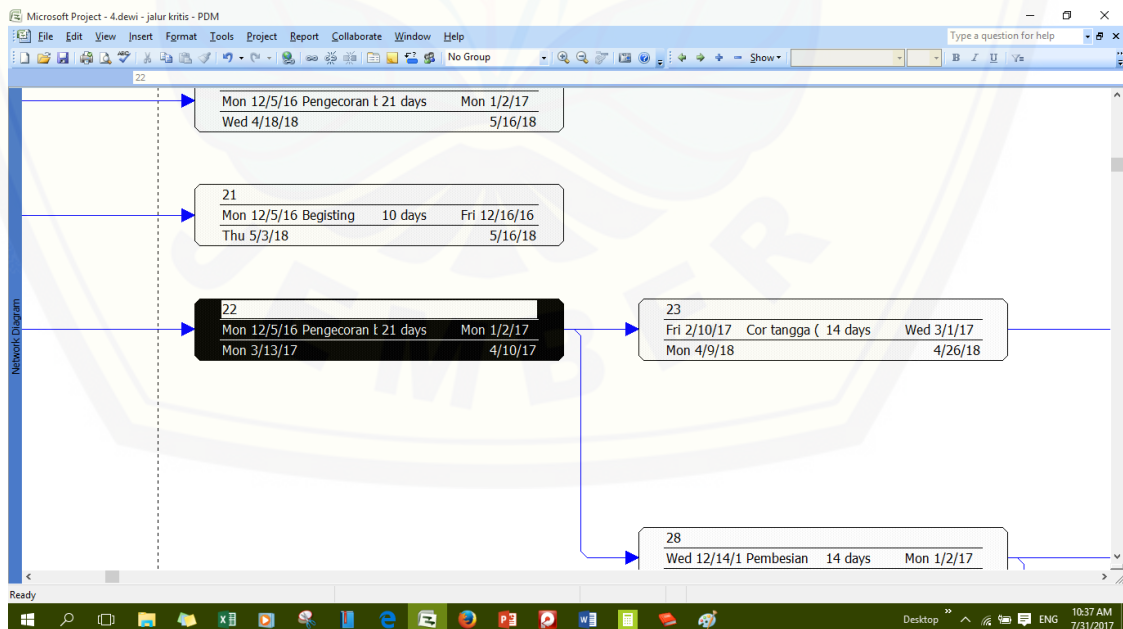 Microsoft Project - 4.dewi - jalur kritis - PDM
File Edit View Insert Format Tools Project Report Collaborate Window Help Type a question for help
No Group Show B I U
22
Mon 12/5/16 Pengecoran t 21 days Mon 1/2/17
Wed 4/18/18 5/16/18
21
Mon 12/5/16 Begisting 10 days Fri 12/16/16
Thu 5/3/18 5/16/18
22
Mon 12/5/16 Pengecoran t 21 days Mon 1/2/17
Mon 3/13/17 4/10/17
23
Fri 2/10/17 Cor tangga ( 14 days Wed 3/1/17
Mon 4/9/18 4/26/18
Network Diagram
28
Wed 12/14/1 Pembesian 14 days Mon 1/2/17
JEMBER
Ready
Desktop ENG 10:37 AM
7/31/2017